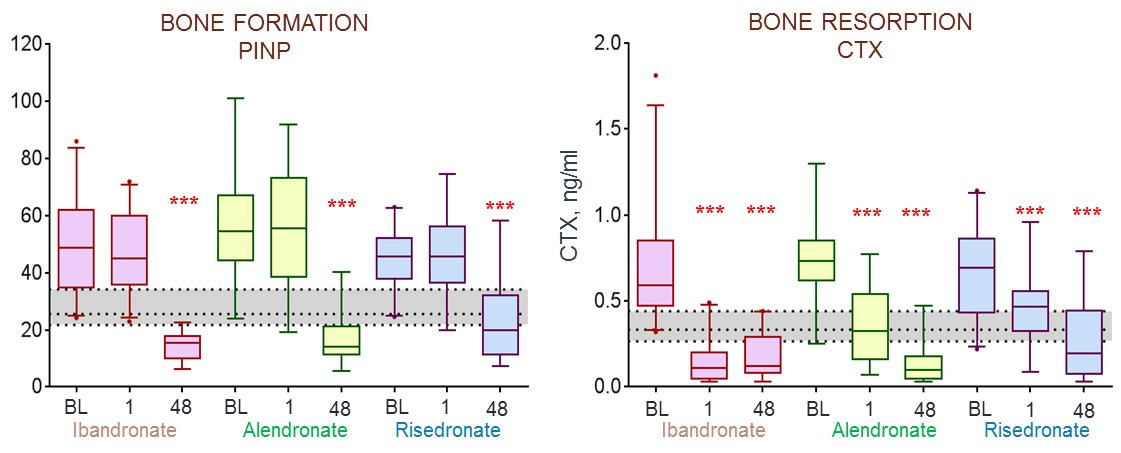 BONE FORMATION
PINP
120
100
80
60
40
20
0
*** *** ***
BL 1 48 BL 1 48 BL 1 48
Ibandronate Alendronate Risedronate
BONE RESORPTION
CTX
CTX, ng/ml
2.0
1.5
1.0
0.5
0.0
*** *** *** *** *** ***
BL 1 48 BL 1 48 BL 1 48
Ibandronate Alendronate Risedronate